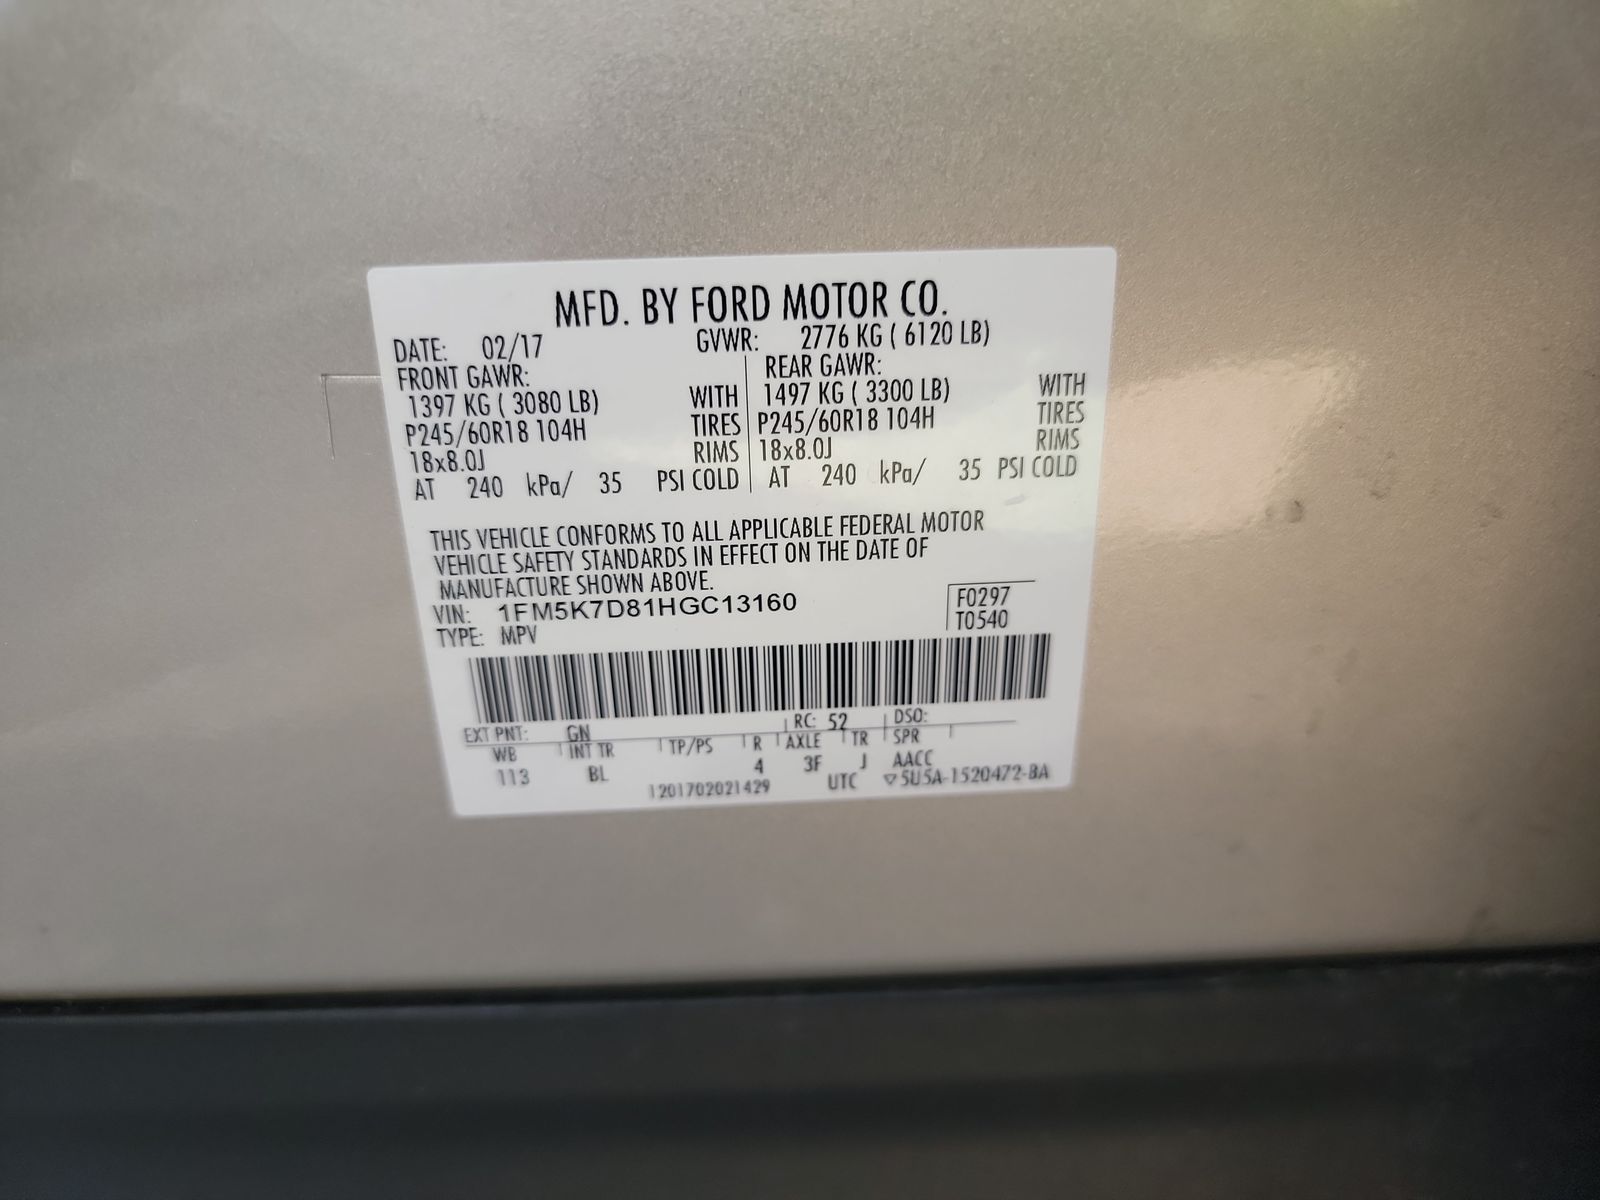 MFD. BY FORD MOTOR CO.
DATE: 02/17 GVWR: 2776 KG ( 6120 LB)
FRONT GAWR: REAR GAWR:
1397 KG ( 3080 LB) WITH 1497 KG ( 3300 LB) WITH
P245/60R18 104H TIRES P245/60R18 104H TIRES
18x8.0J RIMS 18x8.0J RIMS
AT 240 kPa/ 35 PSI COLD AT 240 kPa/ 35 PSI COLD
THIS VEHICLE CONFORMS TO ALL APPLICABLE FEDERAL MOTOR
VEHICLE SAFETY STANDARDS IN EFFECT ON THE DATE OF
MANUFACTURE SHOWN ABOVE.
VIN: 1FM5K7D81HGC13160 F0297
TYPE: MPV T0540
EXT PNT: GN RC: 52 DSO:
WB INT TR TP/PS R AXLE TR SPR
113 BL 4 3F J AACC
1201702021429 UTC ▽5U5A-1520472-BA